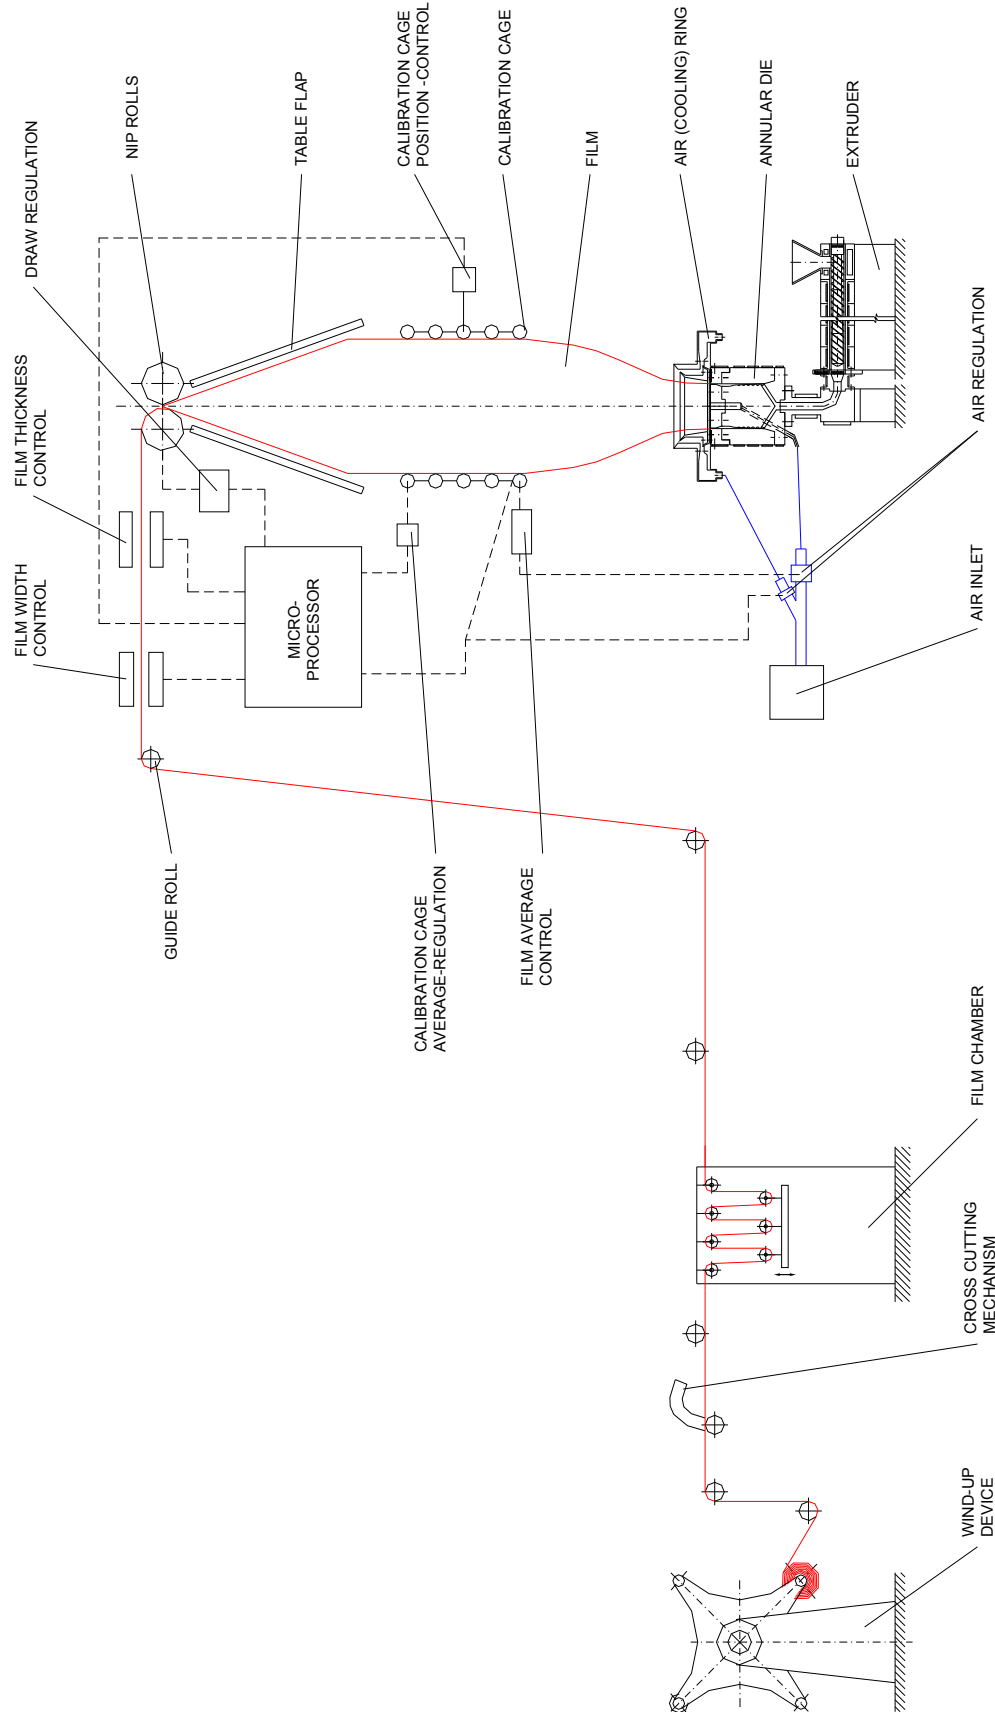 FILM WIDTH
CONTROL
FILM THICKNESS
CONTROL
DRAW REGULATION
NIP ROLLS
TABLE FLAP
CALIBRATION CAGE
POSITION -CONTROL
CALIBRATION CAGE
FILM
AIR (COOLING) RING
ANNULAR DIE
EXTRUDER
MICRO-
PROCESSOR
AIR REGULATION
AIR INLET
GUIDE ROLL
CALIBRATION CAGE
AVERAGE-REGULATION
FILM AVERAGE
CONTROL
FILM CHAMBER
CROSS CUTTING
MECHANISM
WIND-UP
DEVICE